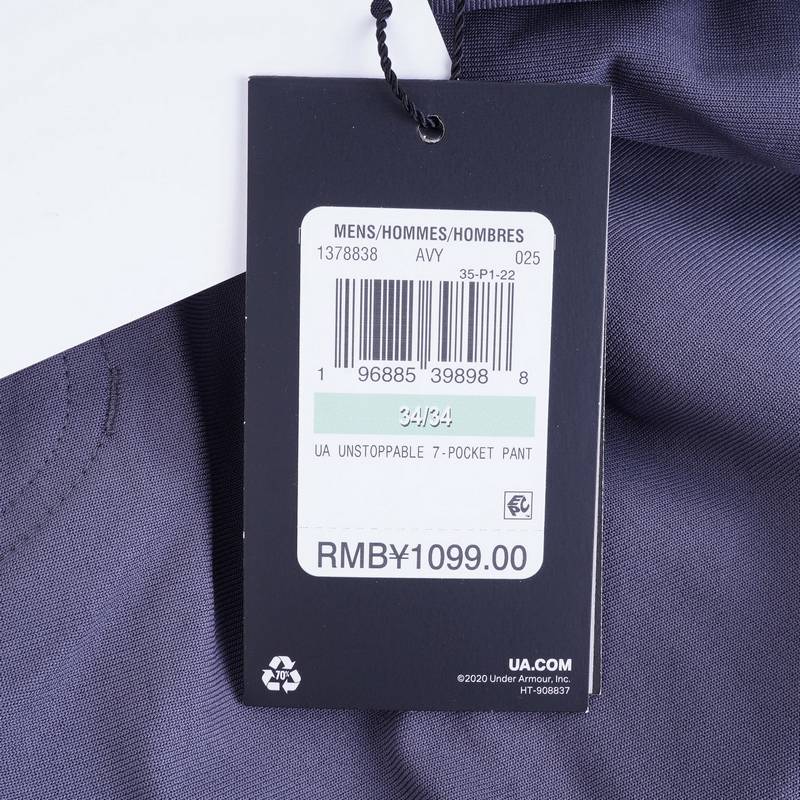 MENS/HOMMES/HOMBRES
1378838 AVY 025
35-P1-22
1 96885 39898 8
34/34
UA UNSTOPPABLE 7-POCKET PANT
EPC
RMB¥1099.00
70%
UA.COM
©2020 Under Armour, Inc.
HT-908837